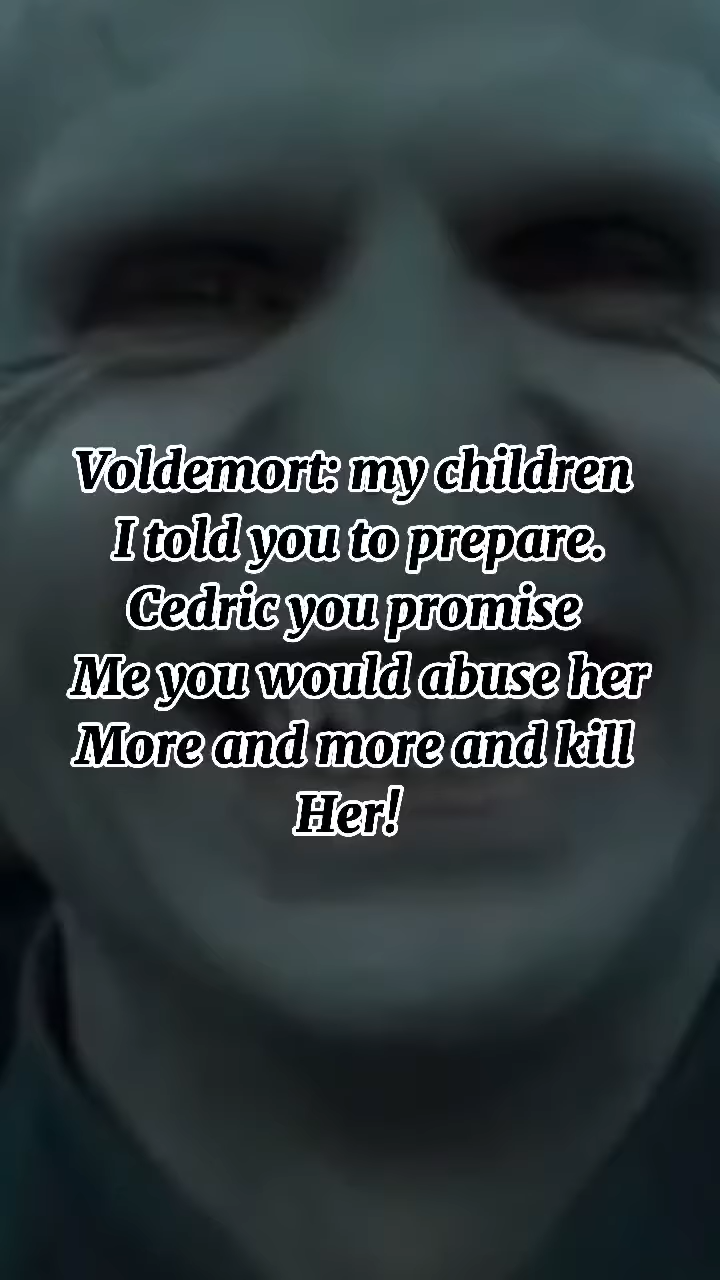 Voldemort: my children
I told you to prepare.
Cedric you promise
Me you would abuse her
More and more and kill
Her!